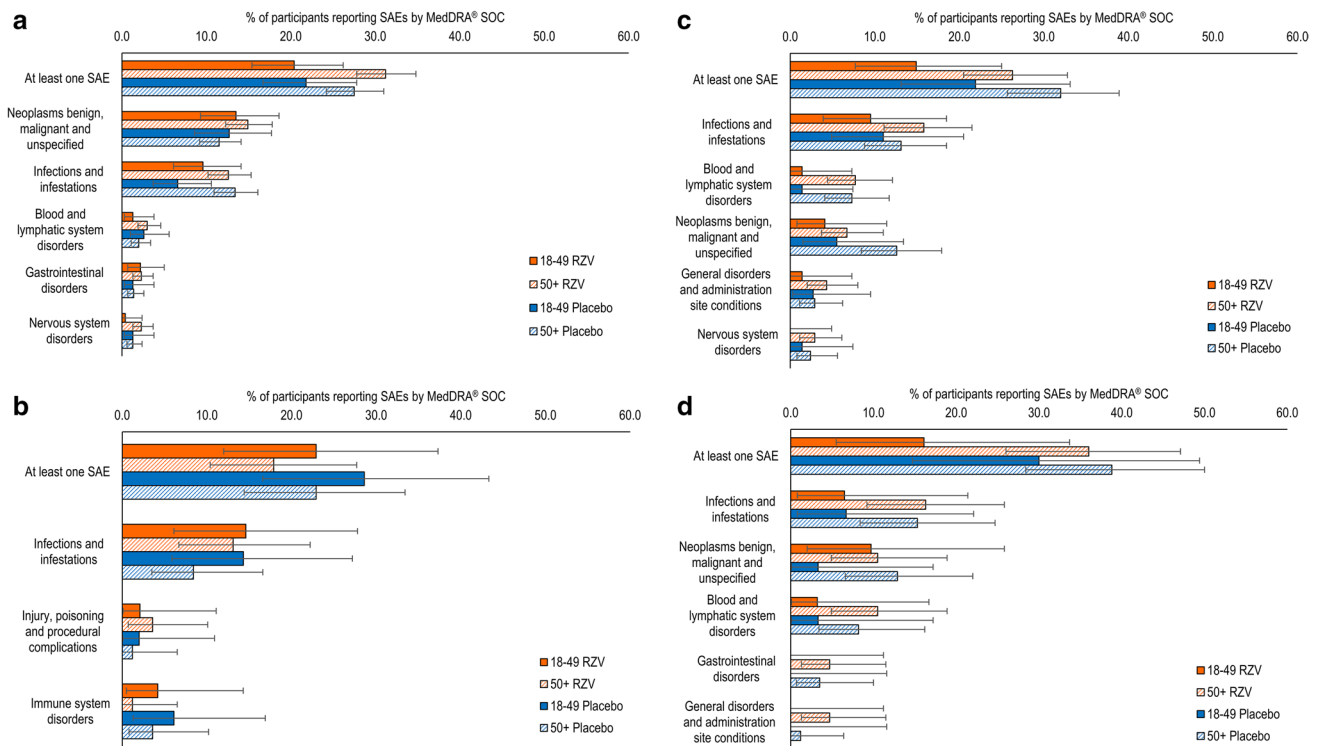 a
% of participants reporting SAEs by MedDRA® SOC
0.0 10.0 20.0 30.0 40.0 50.0 60.0
At least one SAE
Neoplasms benign,
malignant and
unspecified
Infections and
infestations
Blood and
lymphatic system
disorders
Gastrointestinal
disorders
Nervous system
disorders
18-49 RZV
50+ RZV
18-49 Placebo
50+ Placebo
c
% of participants reporting SAEs by MedDRA® SOC
0.0 10.0 20.0 30.0 40.0 50.0 60.0
At least one SAE
Infections and
infestations
Blood and
lymphatic system
disorders
Neoplasms benign,
malignant and
unspecified
General disorders
and administration
site conditions
Nervous system
disorders
18-49 RZV
50+ RZV
18-49 Placebo
50+ Placebo
b
% of participants reporting SAEs by MedDRA® SOC
0.0 10.0 20.0 30.0 40.0 50.0 60.0
At least one SAE
Infections and
infestations
Injury, poisoning
and procedural
complications
Immune system
disorders
18-49 RZV
50+ RZV
18-49 Placebo
50+ Placebo
d
% of participants reporting SAEs by MedDRA® SOC
0.0 10.0 20.0 30.0 40.0 50.0 60.0
At least one SAE
Infections and
infestations
Neoplasms benign,
malignant and
unspecified
Blood and
lymphatic system
disorders
Gastrointestinal
disorders
General disorders
and administration
site conditions
18-49 RZV
50+ RZV
18-49 Placebo
50+ Placebo